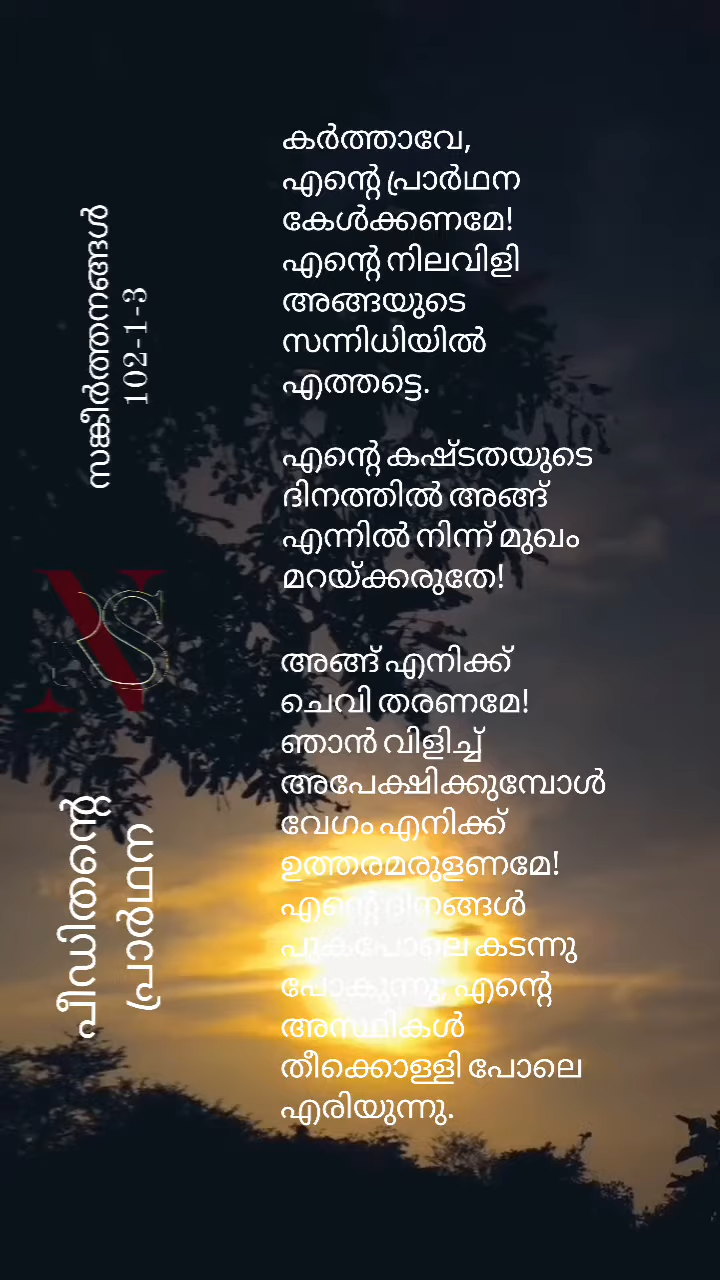 സങ്കീർത്തനങ്ങൾ
102-1-3
പീഡിതന്റെ
പ്രാർഥന
കർത്താവേ,
എന്റെ പ്രാർഥന
കേൾക്കണമേ!
എന്റെ നിലവിളി
അങ്ങയുടെ
സന്നിധിയിൽ
എത്തട്ടെ.
എന്റെ കഷ്ടതയുടെ
ദിനത്തിൽ അങ്ങ്
എന്നിൽ നിന്ന് മുഖം
മറയ്ക്കരുതേ!
അങ്ങ് എനിക്ക്
ചെവി തരണമേ!
ഞാൻ വിളിച്ച്
അപേക്ഷിക്കുമ്പോൾ
വേഗം എനിക്ക്
ഉത്തരമരുളണമേ!
എന്റെ ദിനങ്ങൾ
പുകപോലെ കടന്നു
പോകുന്നു; എന്റെ
അസ്ഥികൾ
തീക്കൊള്ളി പോലെ
എരിയുന്നു.
NRS